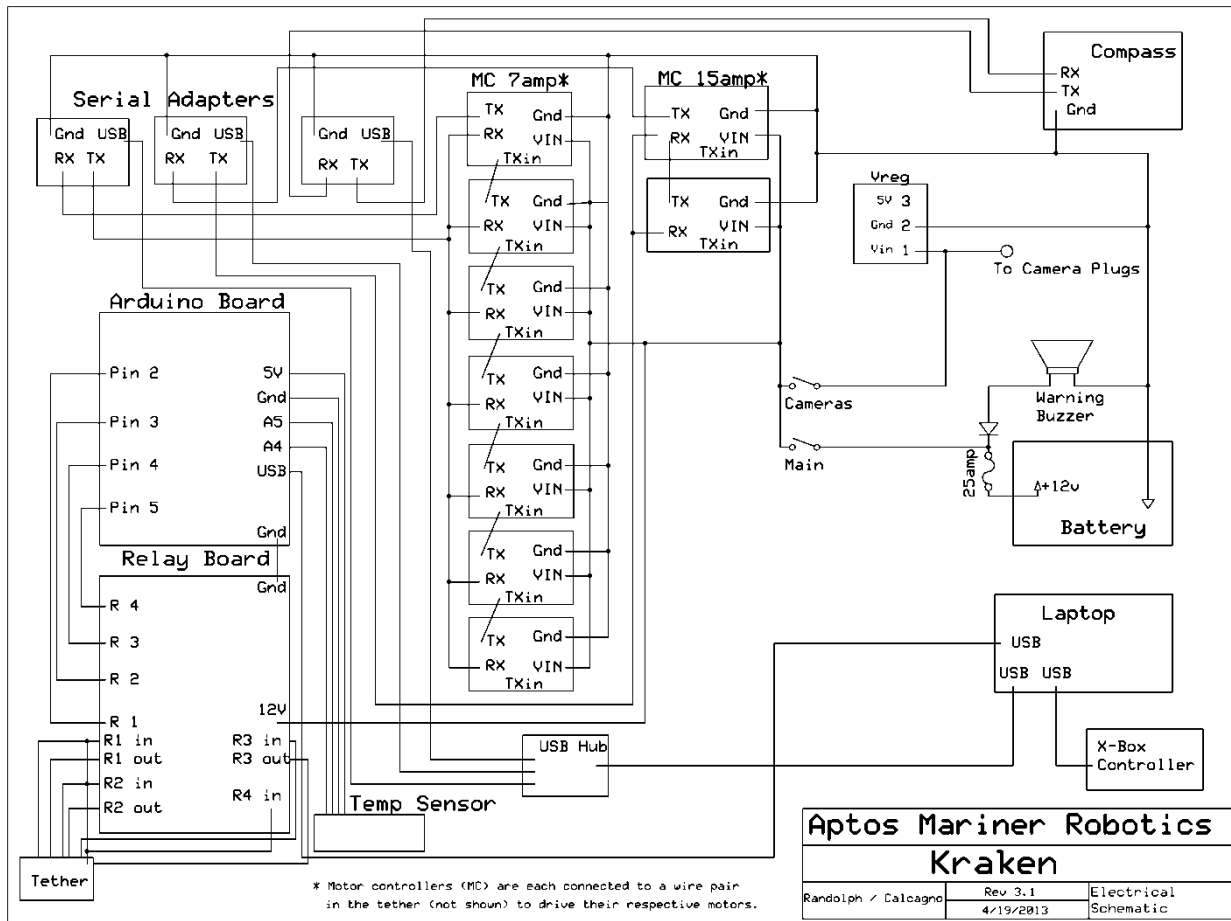 Compass
RX
TX
Gnd
MC 7amp*
MC 15amp*
Serial Adapters
Gnd USB
RX TX
Gnd USB
RX TX
Gnd USB
RX TX
TX Gnd
RX VIN
TXin
TX Gnd
RX VIN
TXin
TX Gnd
RX VIN
TXin
TX Gnd
RX VIN
TXin
TX Gnd
RX VIN
TXin
TX Gnd
RX VIN
TXin
TX Gnd
RX VIN
TXin
TX Gnd
RX VIN
TXin
TX Gnd
RX VIN
TXin
Vreg
5V 3
Gnd 2
Vin 1
To Camera Plugs
Cameras
Main
Warning
Buzzer
25amp
+12v
Battery
Arduino Board
Pin 2
Pin 3
Pin 4
Pin 5
5V
Gnd
A5
A4
USB
Gnd
Relay Board
Gnd
R 4
R 3
R 2
R 1
12V
R1 in
R1 out
R2 in
R2 out
R3 in
R3 out
R4 in
Tether
Temp Sensor
USB Hub
Laptop
USB
USB USB
X-Box
Controller
* Motor controllers (MC) are each connected to a wire pair
in the tether (not shown) to drive their respective motors.
Aptos Mariner Robotics
Kraken
Randolph / Calcagno
Rev 3.1
4/19/2013
Electrical
Schematic